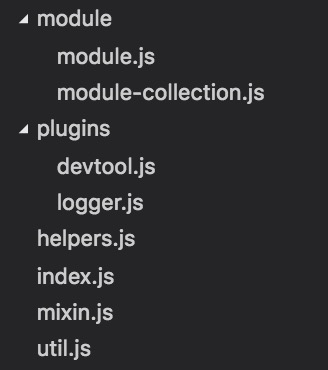 module
module.js
module-collection.js
plugins
devtool.js
logger.js
helpers.js
index.js
mixin.js
util.js